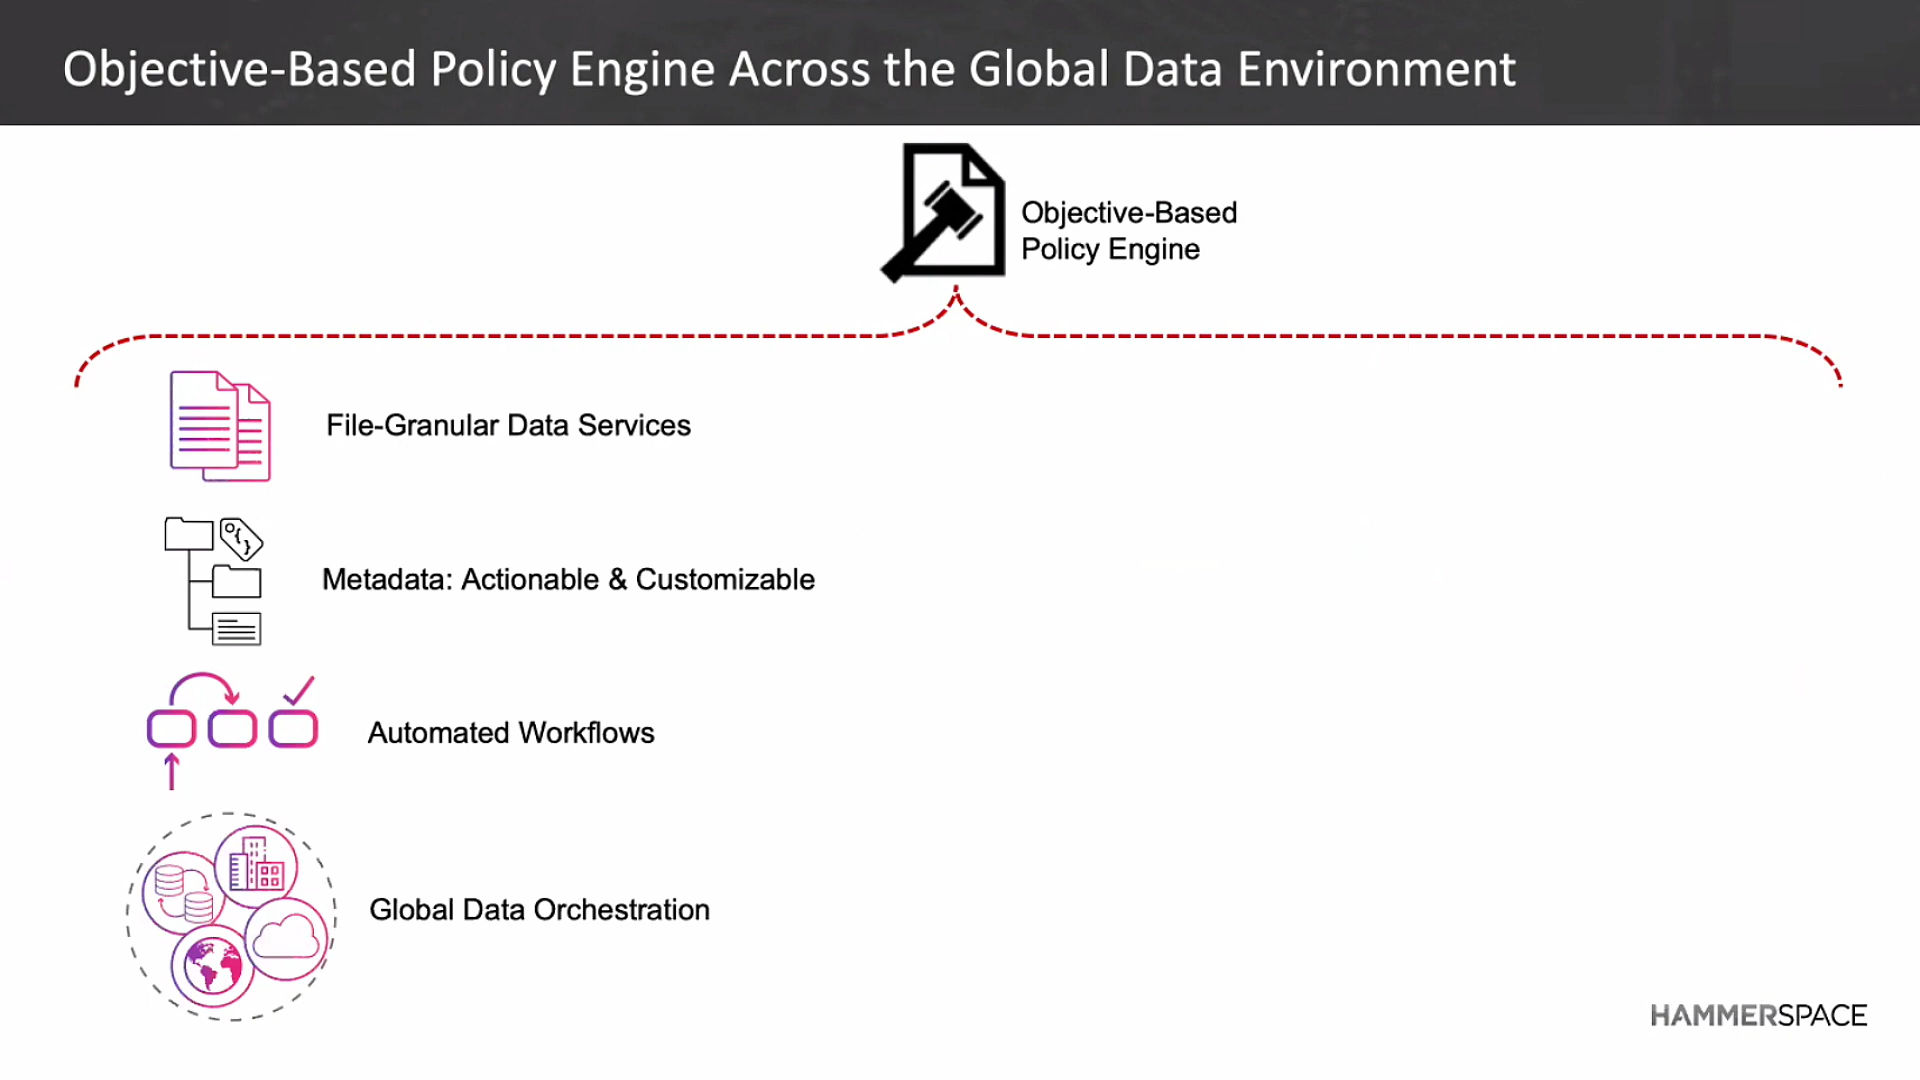 Objective-Based Policy Engine Across the Global Data Environment
Objective-Based
Policy Engine
File-Granular Data Services
Metadata: Actionable & Customizable
Automated Workflows
Global Data Orchestration
HAMMERSPACE